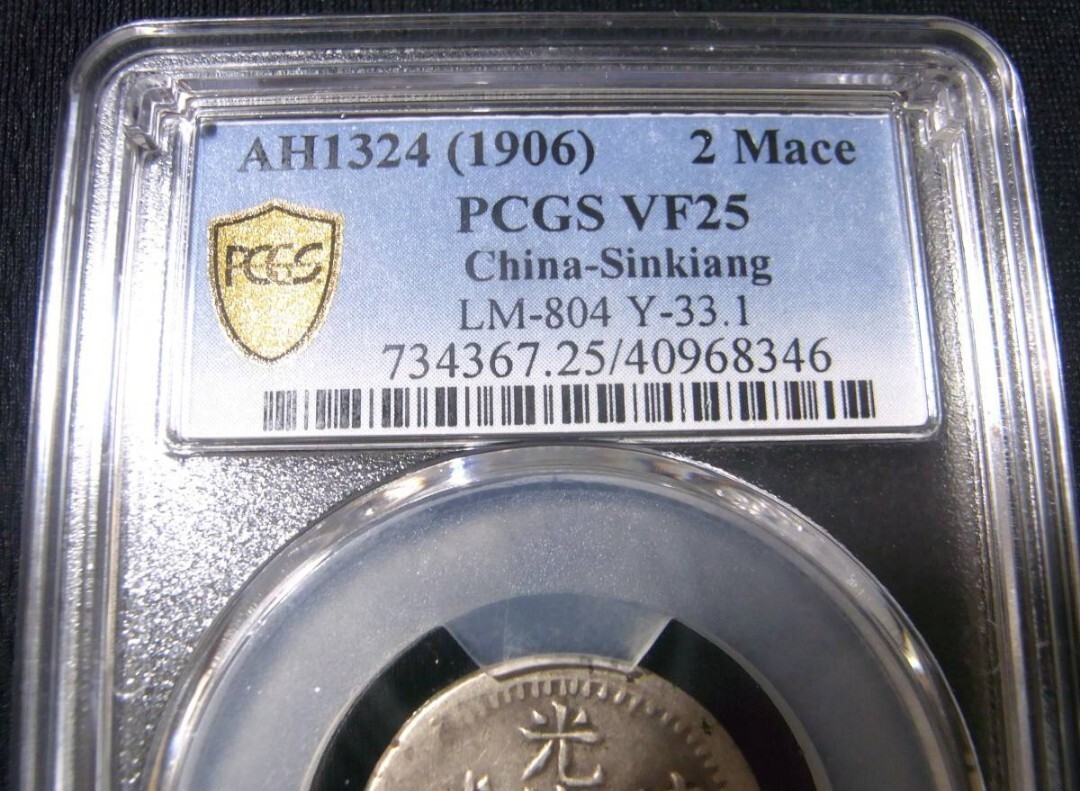 AH1324 (1906) 2 Mace
PCGS VF25
PCGS
China-Sinkiang
LM-804 Y-33.1
734367.25/40968346
光